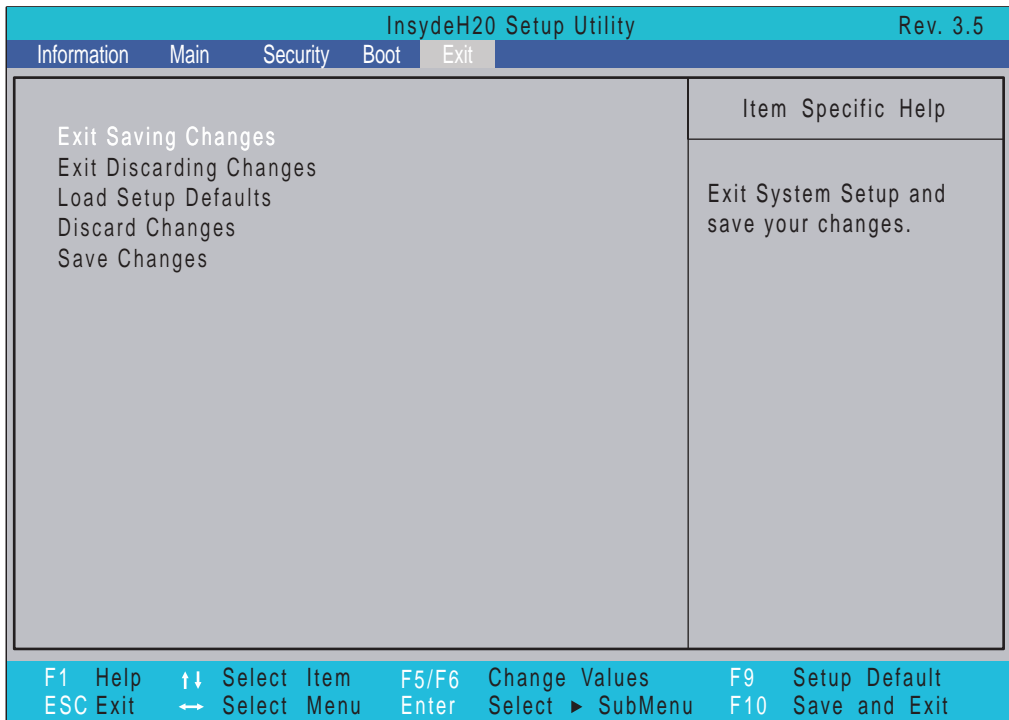 InsydeH20 Setup Utility Rev. 3.5
Information Main Security Boot Exit
Item Specific Help
Exit Saving Changes
Exit Discarding Changes
Load Setup Defaults
Discard Changes
Save Changes
Exit System Setup and
save your changes.
F1 Help ↑↓ Select Item F5/F6 Change Values F9 Setup Default
ESC Exit ↔ Select Menu Enter Select ► SubMenu F10 Save and Exit